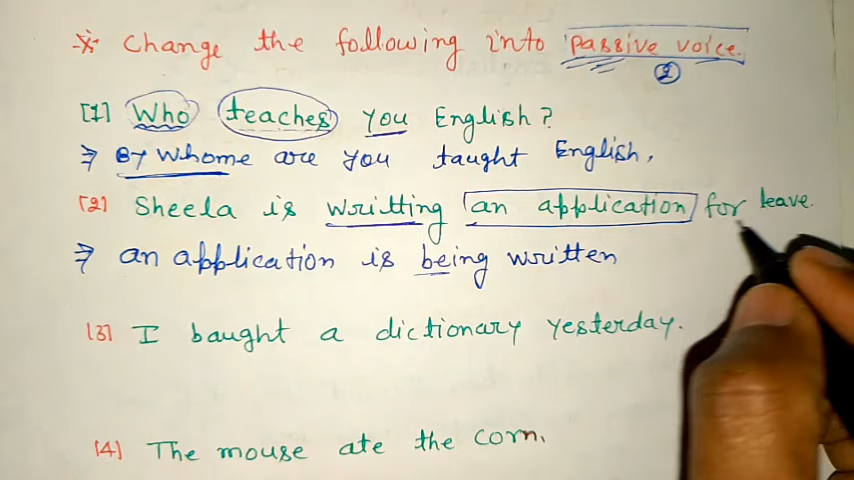 ※ Change the following into passive voice.
2
[1] Who teaches you English?
⇒ By Whome are you taught English,
[2] Sheela is writting an application for leave.
⇒ an application is being written
[3] I baught a dictionary yesterday.
[4] The mouse ate the corn.